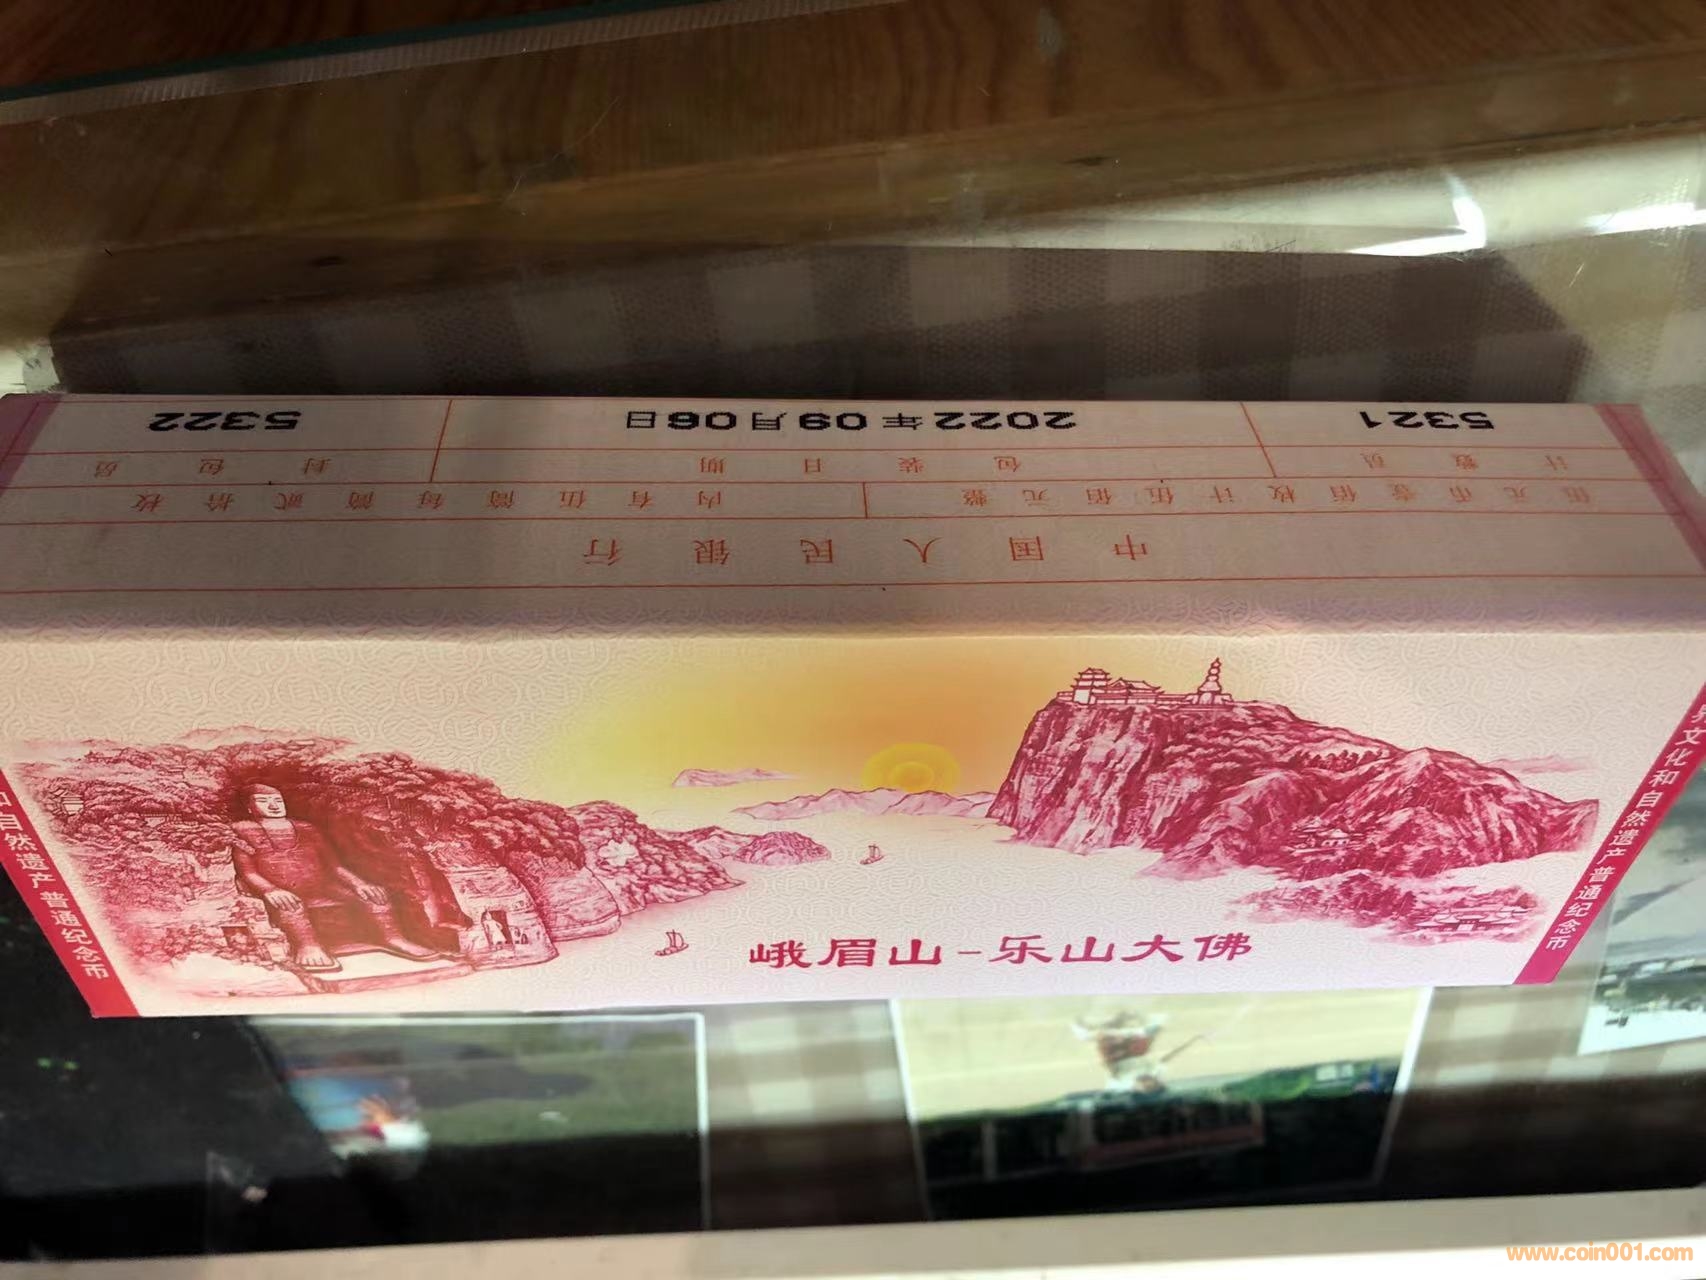 中国人民银行
伍元币壹佰枚计伍佰元整 内有伍筒每筒贰拾枚
计数员 包装日期 封包员
5321 2022年09月06日 5322
峨眉山-乐山大佛
自然遗产 普通纪念币
文化和自然遗产 普通纪念币
www.coin001.com